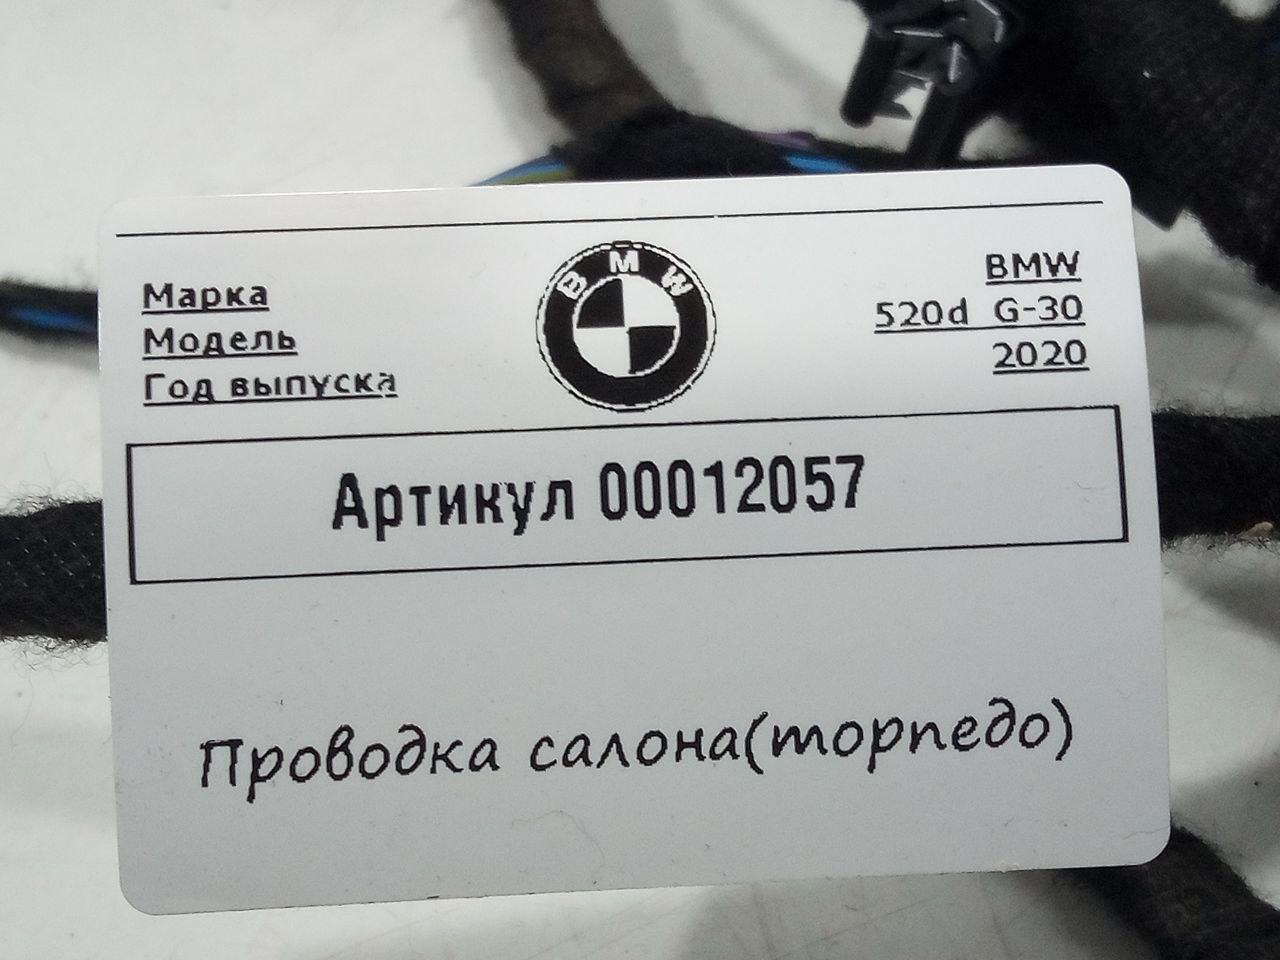 Марка BMW BMW
Модель 520d G-30
Год выпуска 2020
Артикул 00012057
Проводка салона(торпедо)